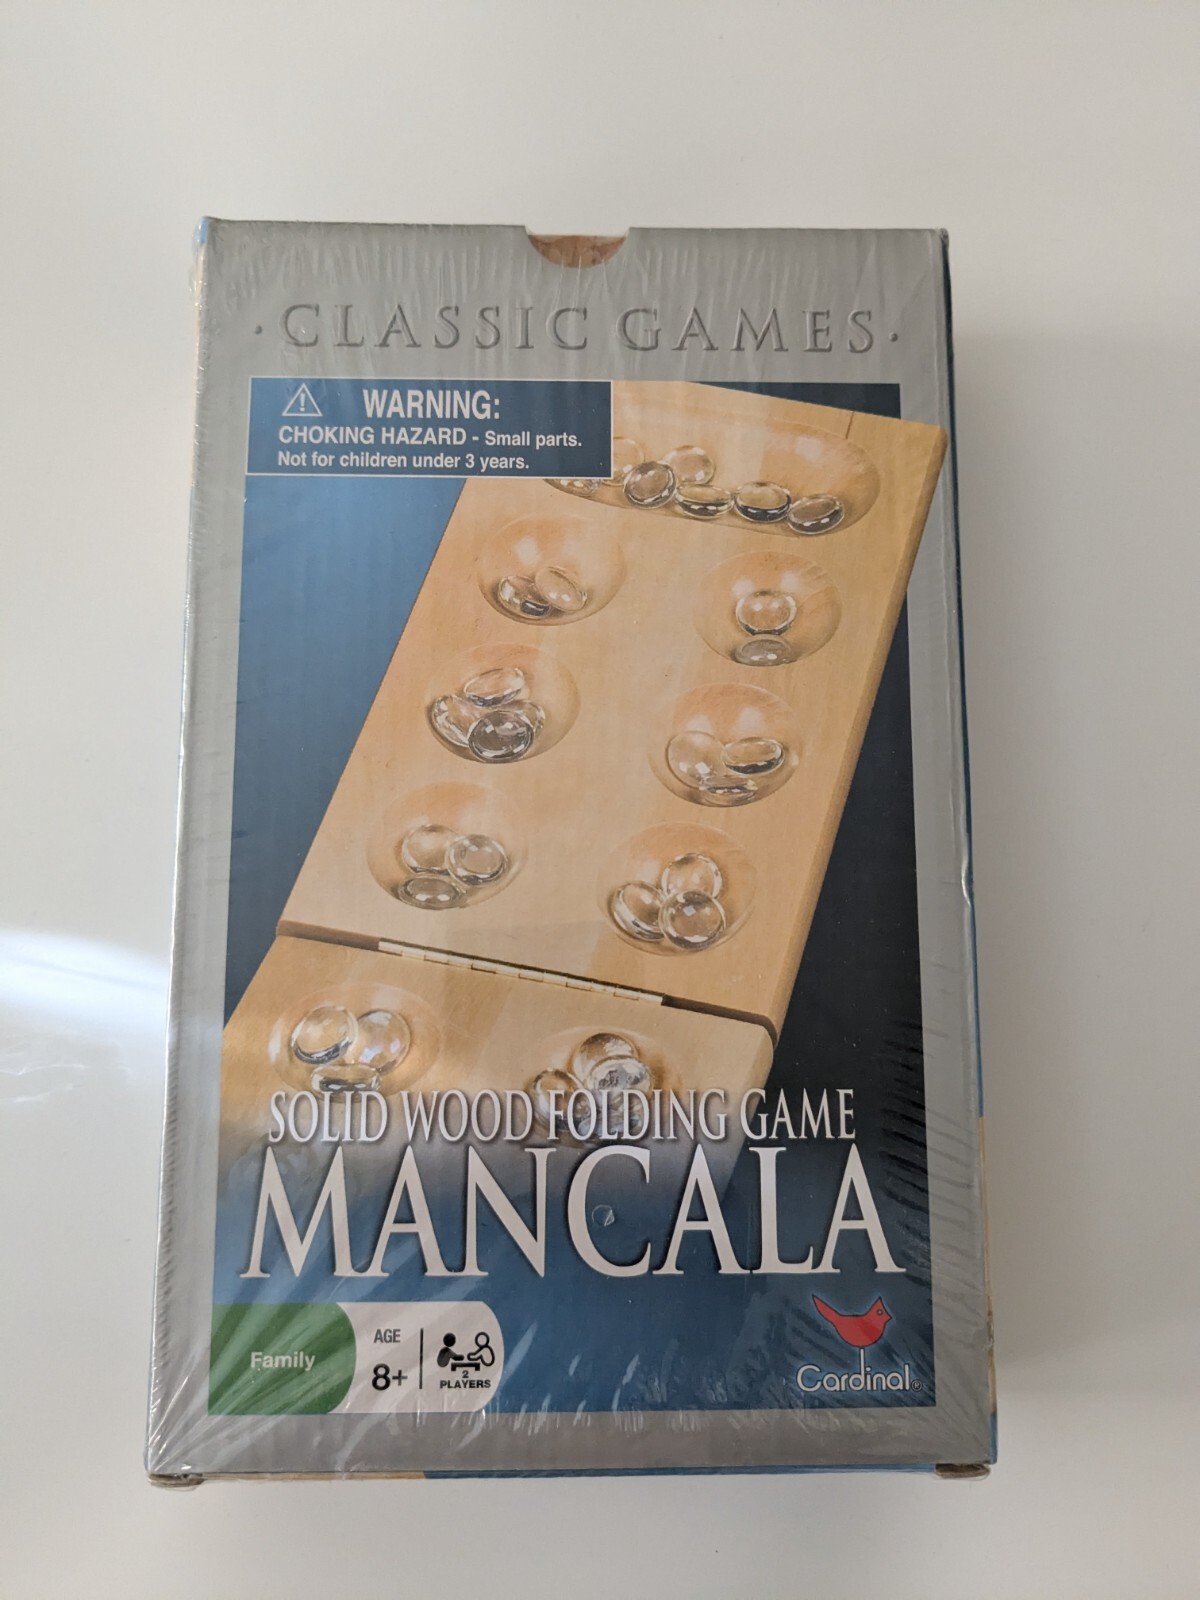 · CLASSIC GAMES ·
WARNING:
CHOKING HAZARD - Small parts.
Not for children under 3 years.
SOLID WOOD FOLDING GAME
MANCALA
Family
AGE
8+
2
PLAYERS
Cardinal®